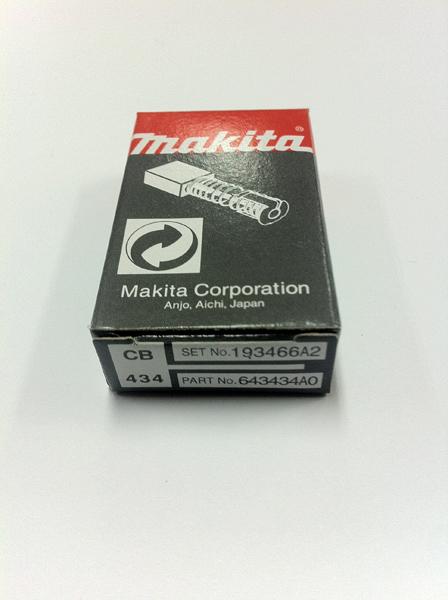 makita®
Makita Corporation
Anjo, Aichi, Japan
CB
434
SET No. 193466A2
PART No. 643434A0